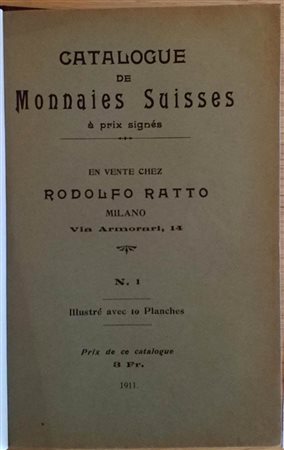 CATALOGUE
DE
Monnaies Suisses
à prix signés
EN VENTE CHEZ
RODOLFO RATTO
MILANO
Via Armorari, 14
N. 1
Illustré avec 10 Planches
Prix de ce catalogue
3 Fr.
1911.